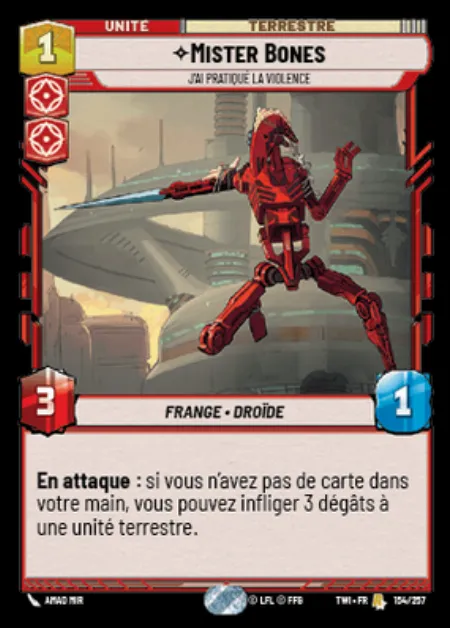 UNITÉ
TERRESTRE
1
✧MISTER BONES
J'AI PRATIQUÉ LA VIOLENCE
3
FRANGE • DROÏDE
1
En attaque : si vous n'avez pas de carte dans
votre main, vous pouvez infliger 3 dégâts à
une unité terrestre.
AMAD MIR
© LFL © FFG
TWI • FR
154/257